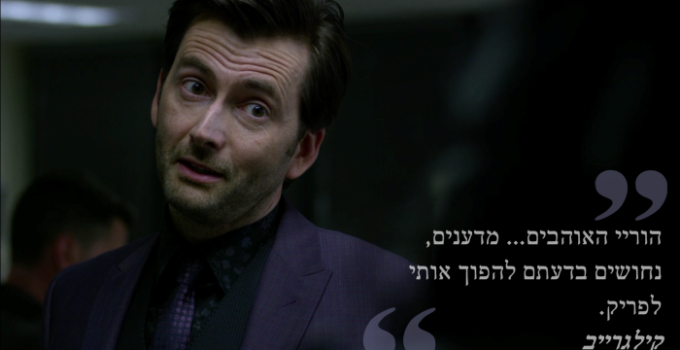 הוריי האוהבים... מדענים,
נחושים בדעתם להפוך אותי
לפריק.
קילגרייב